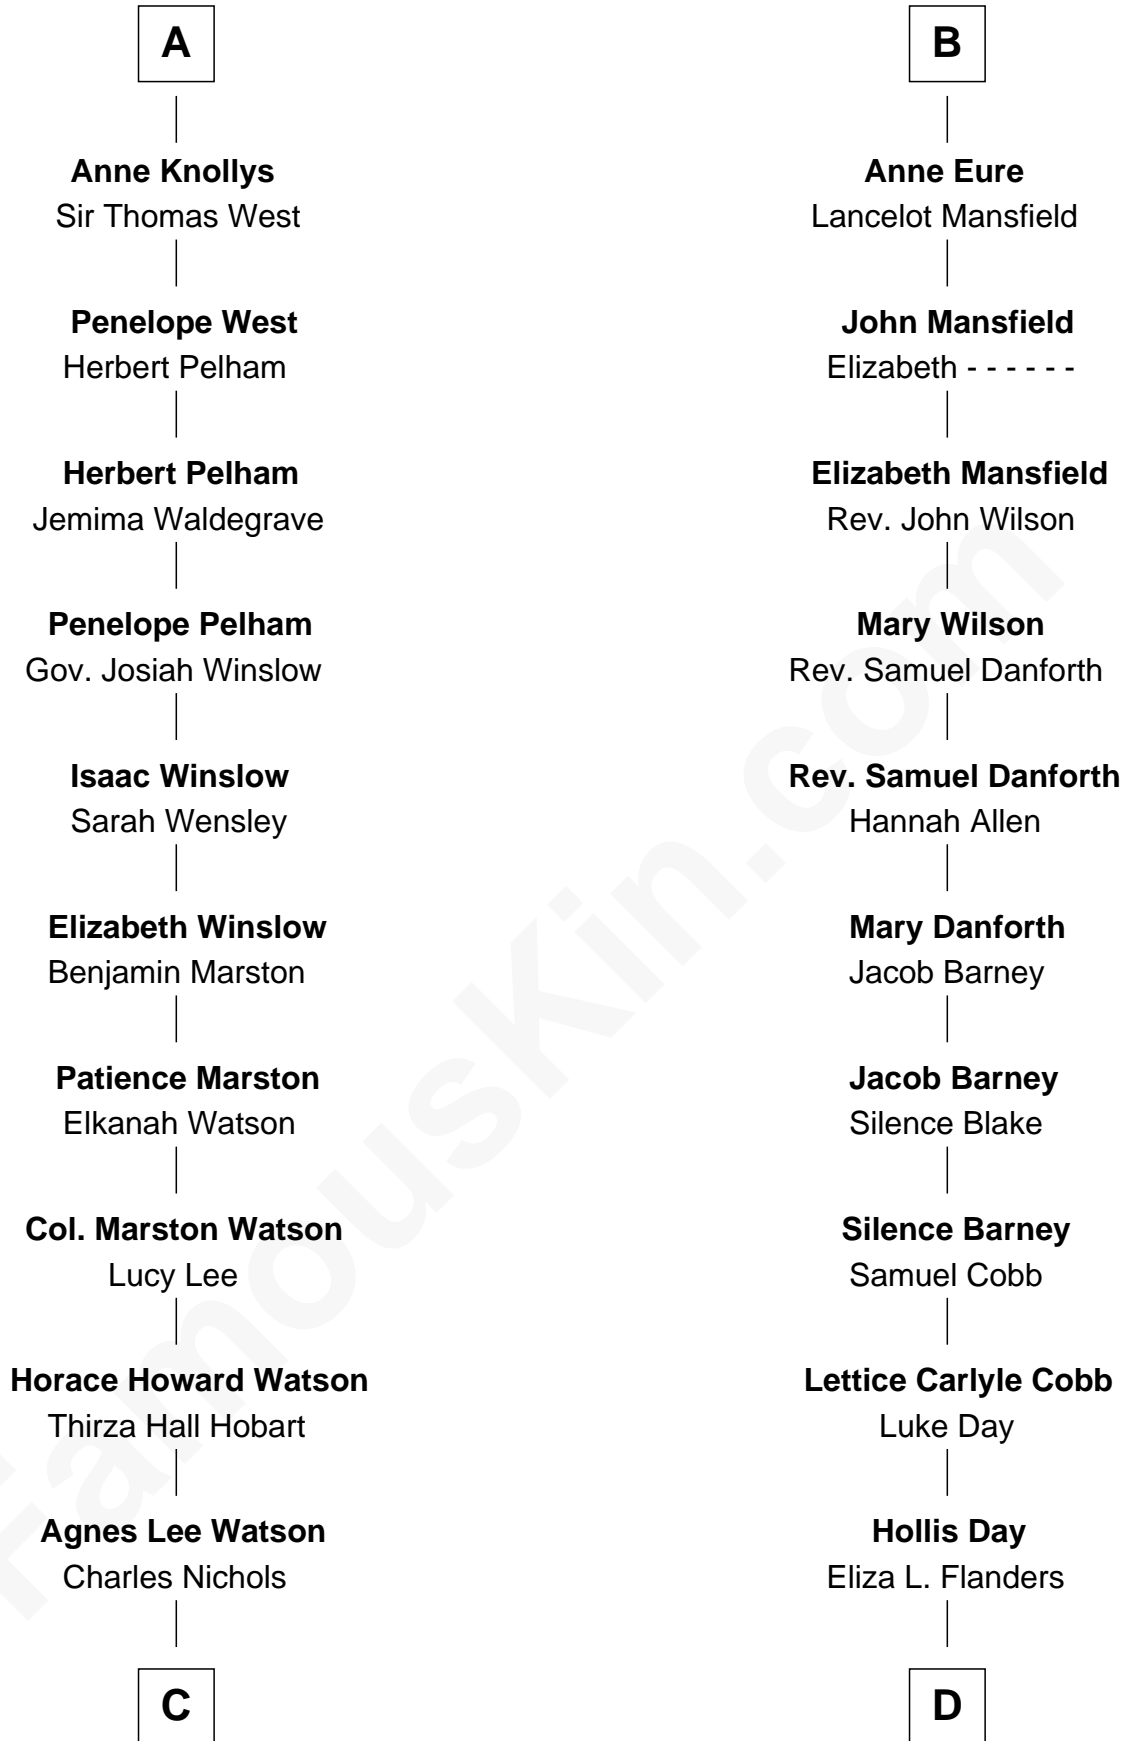 A
Anne Knollys
Sir Thomas West
Penelope West
Herbert Pelham
Herbert Pelham
Jemima Waldegrave
Penelope Pelham
Gov. Josiah Winslow
Isaac Winslow
Sarah Wensley
Elizabeth Winslow
Benjamin Marston
Patience Marston
Elkanah Watson
Col. Marston Watson
Lucy Lee
Horace Howard Watson
Thirza Hall Hobart
Agnes Lee Watson
Charles Nichols
C
B
Anne Eure
Lancelot Mansfield
John Mansfield
Elizabeth - - - - - -
Elizabeth Mansfield
Rev. John Wilson
Mary Wilson
Rev. Samuel Danforth
Rev. Samuel Danforth
Hannah Allen
Mary Danforth
Jacob Barney
Jacob Barney
Silence Blake
Silence Barney
Samuel Cobb
Lettice Carlyle Cobb
Luke Day
Hollis Day
Eliza L. Flanders
D
FamousKin.com